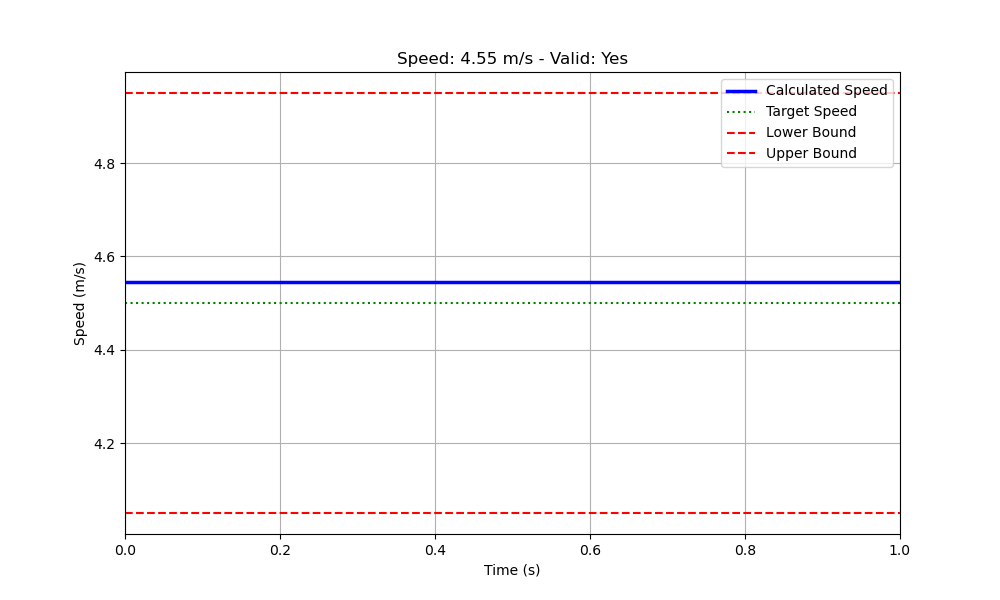 Speed: 4.55 m/s - Valid: Yes
Calculated Speed
Target Speed
Lower Bound
Upper Bound
4.8
4.6
4.4
4.2
Speed (m/s)
0.0 0.2 0.4 0.6 0.8 1.0
Time (s)